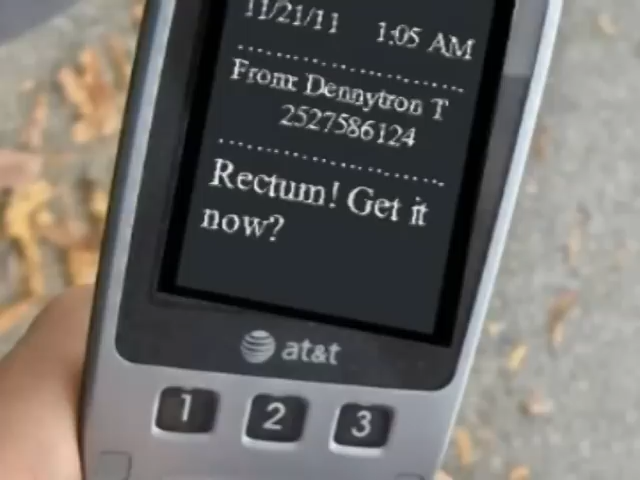 11/21/11 1:05 AM
From: Dennytron T
2527586124
Rectum! Get it
now?
at&t
1 2 3